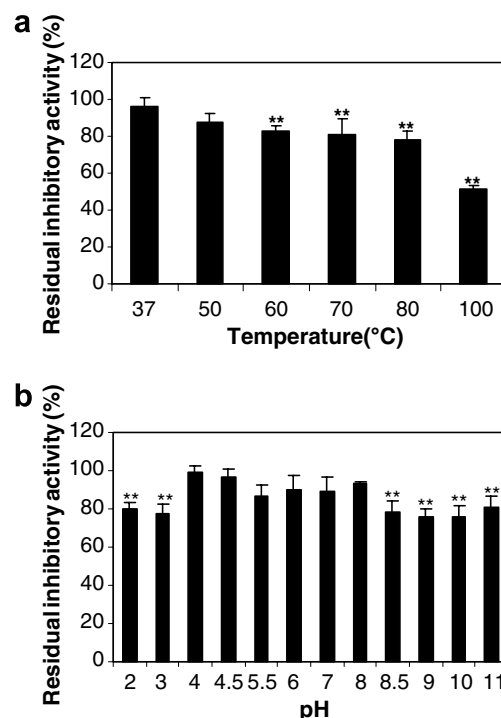 a
Residual inhibitory activity (%)
120
100
80
60
40
20
0
** ** ** **
37 50 60 70 80 100
Temperature(°C)
b
Residual inhibitory activity (%)
120
100
80
60
40
20
0
** ** ** ** ** **
2 3 4 4.5 5.5 6 7 8 8.5 9 10 11
pH